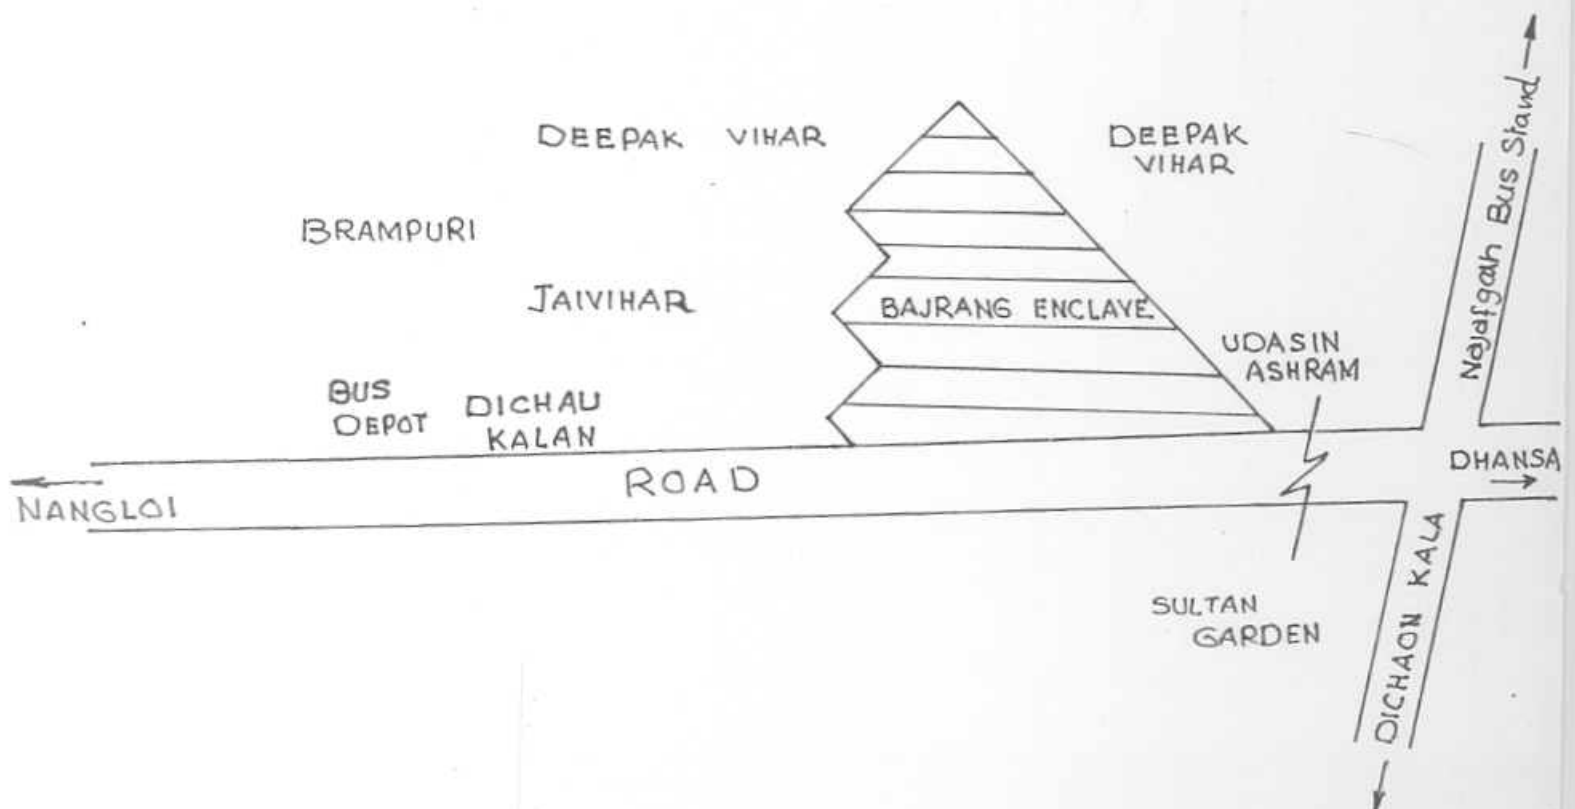 DEEPAK VIHAR
DEEPAK
VIHAR
BRAMPURI
JAIVIHAR
BAJRANG ENCLAVE
UDASIN
ASHRAM
Najafgarh Bus Stand
BUS
DEPOT
DICHAU
KALAN
ROAD
NANGLOI
DHANSA
SULTAN
GARDEN
DICHAON KALA